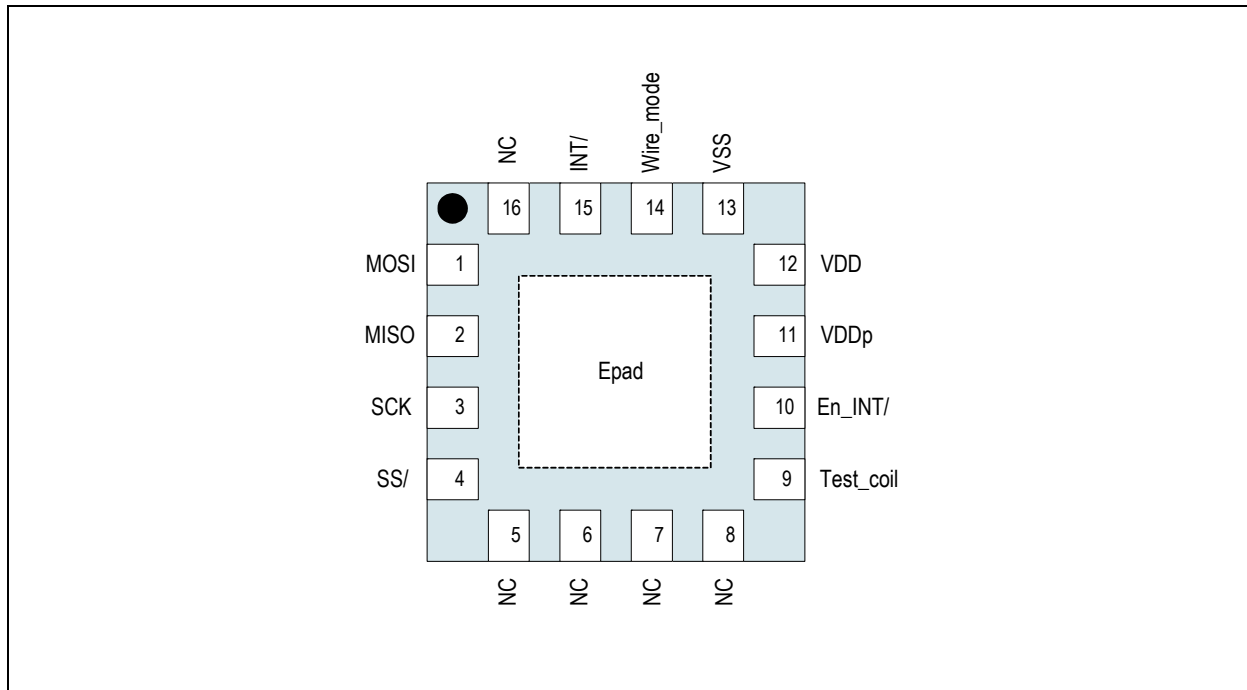 NC
INT/
Wire_mode
VSS
16
15
14
13
MOSI 1
12 VDD
MISO 2
11 VDDp
Epad
SCK 3
10 En_INT/
SS/ 4
9 Test_coil
5
6
7
8
NC
NC
NC
NC